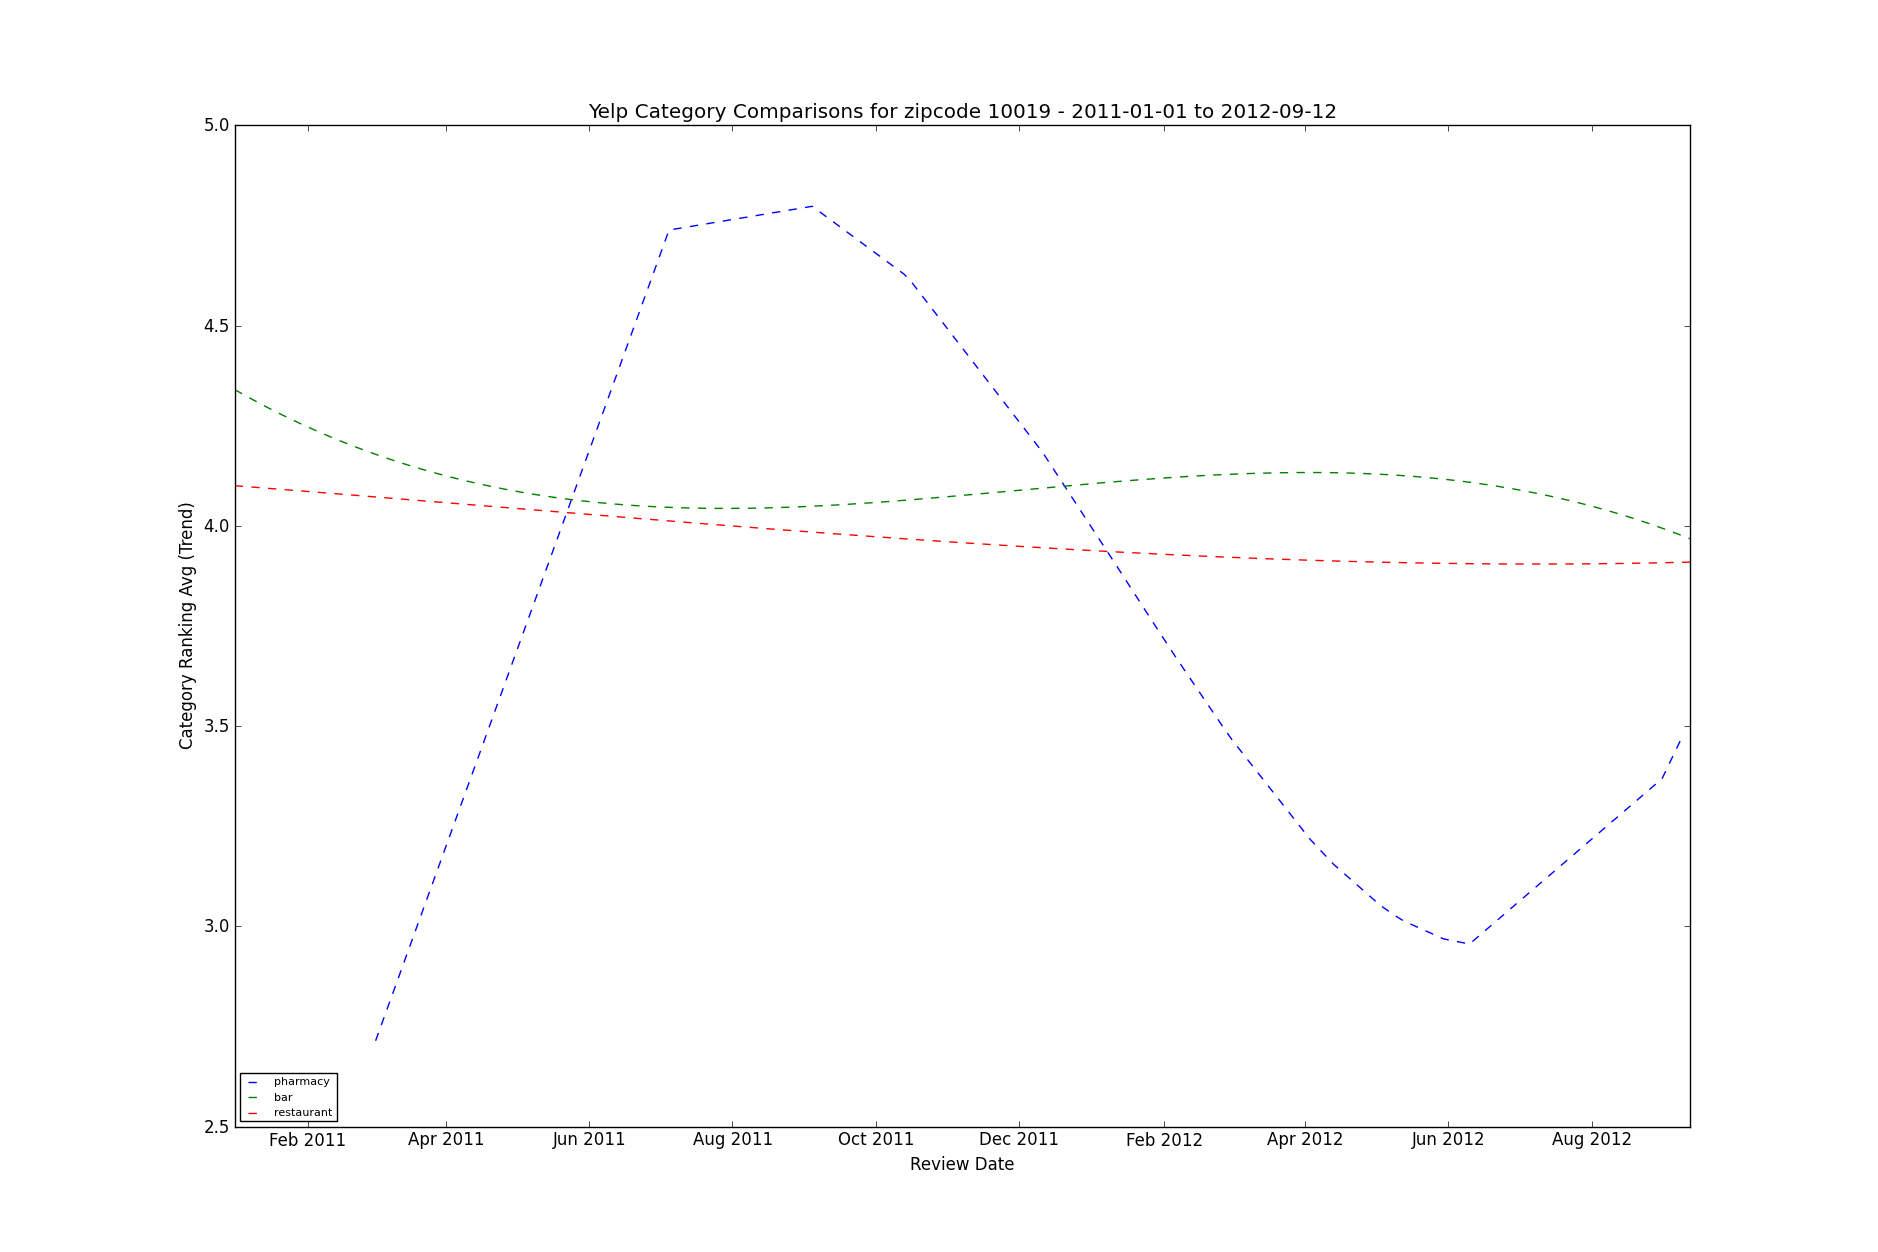 Yelp Category Comparisons for zipcode 10019 - 2011-01-01 to 2012-09-12
5.0
4.5
4.0
3.5
3.0
2.5
Category Ranking Avg (Trend)
pharmacy
bar
restaurant
Feb 2011 Apr 2011 Jun 2011 Aug 2011 Oct 2011 Dec 2011 Feb 2012 Apr 2012 Jun 2012 Aug 2012
Review Date